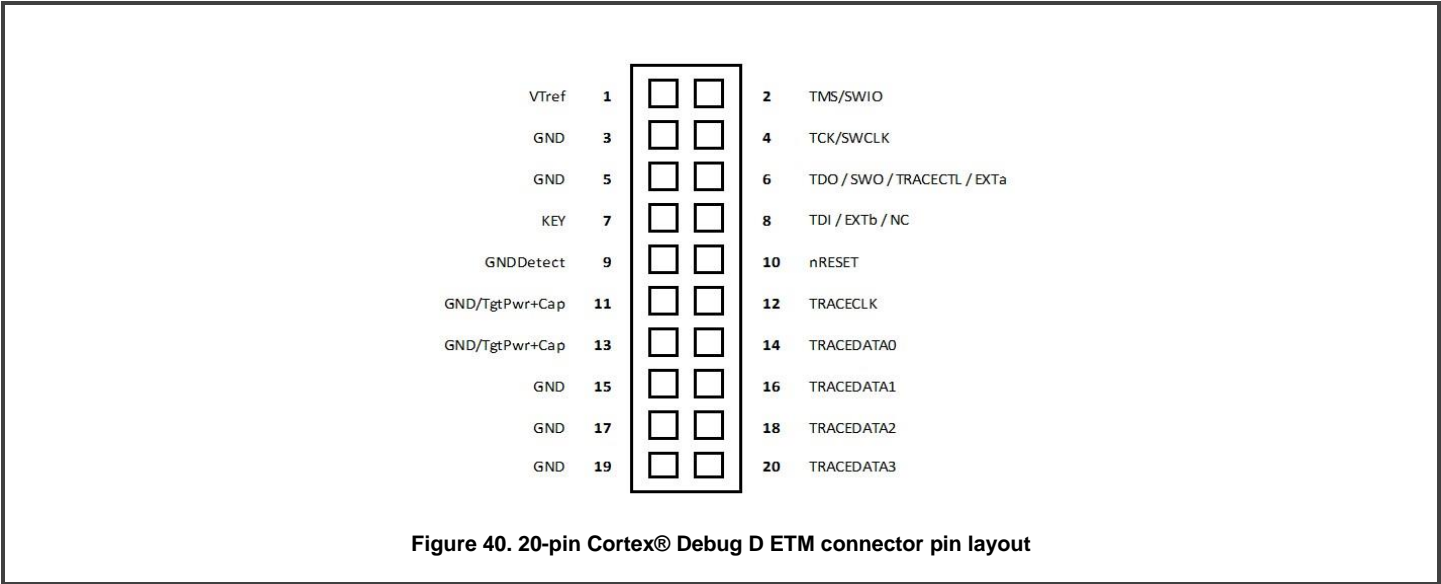 VTref 1 2 TMS/SWIO
GND 3 4 TCK/SWCLK
GND 5 6 TDO / SWO / TRACECTL / EXTa
KEY 7 8 TDI / EXTb / NC
GNDDetect 9 10 nRESET
GND/TgtPwr+Cap 11 12 TRACECLK
GND/TgtPwr+Cap 13 14 TRACEDATA0
GND 15 16 TRACEDATA1
GND 17 18 TRACEDATA2
GND 19 20 TRACEDATA3
Figure 40. 20-pin Cortex® Debug D ETM connector pin layout